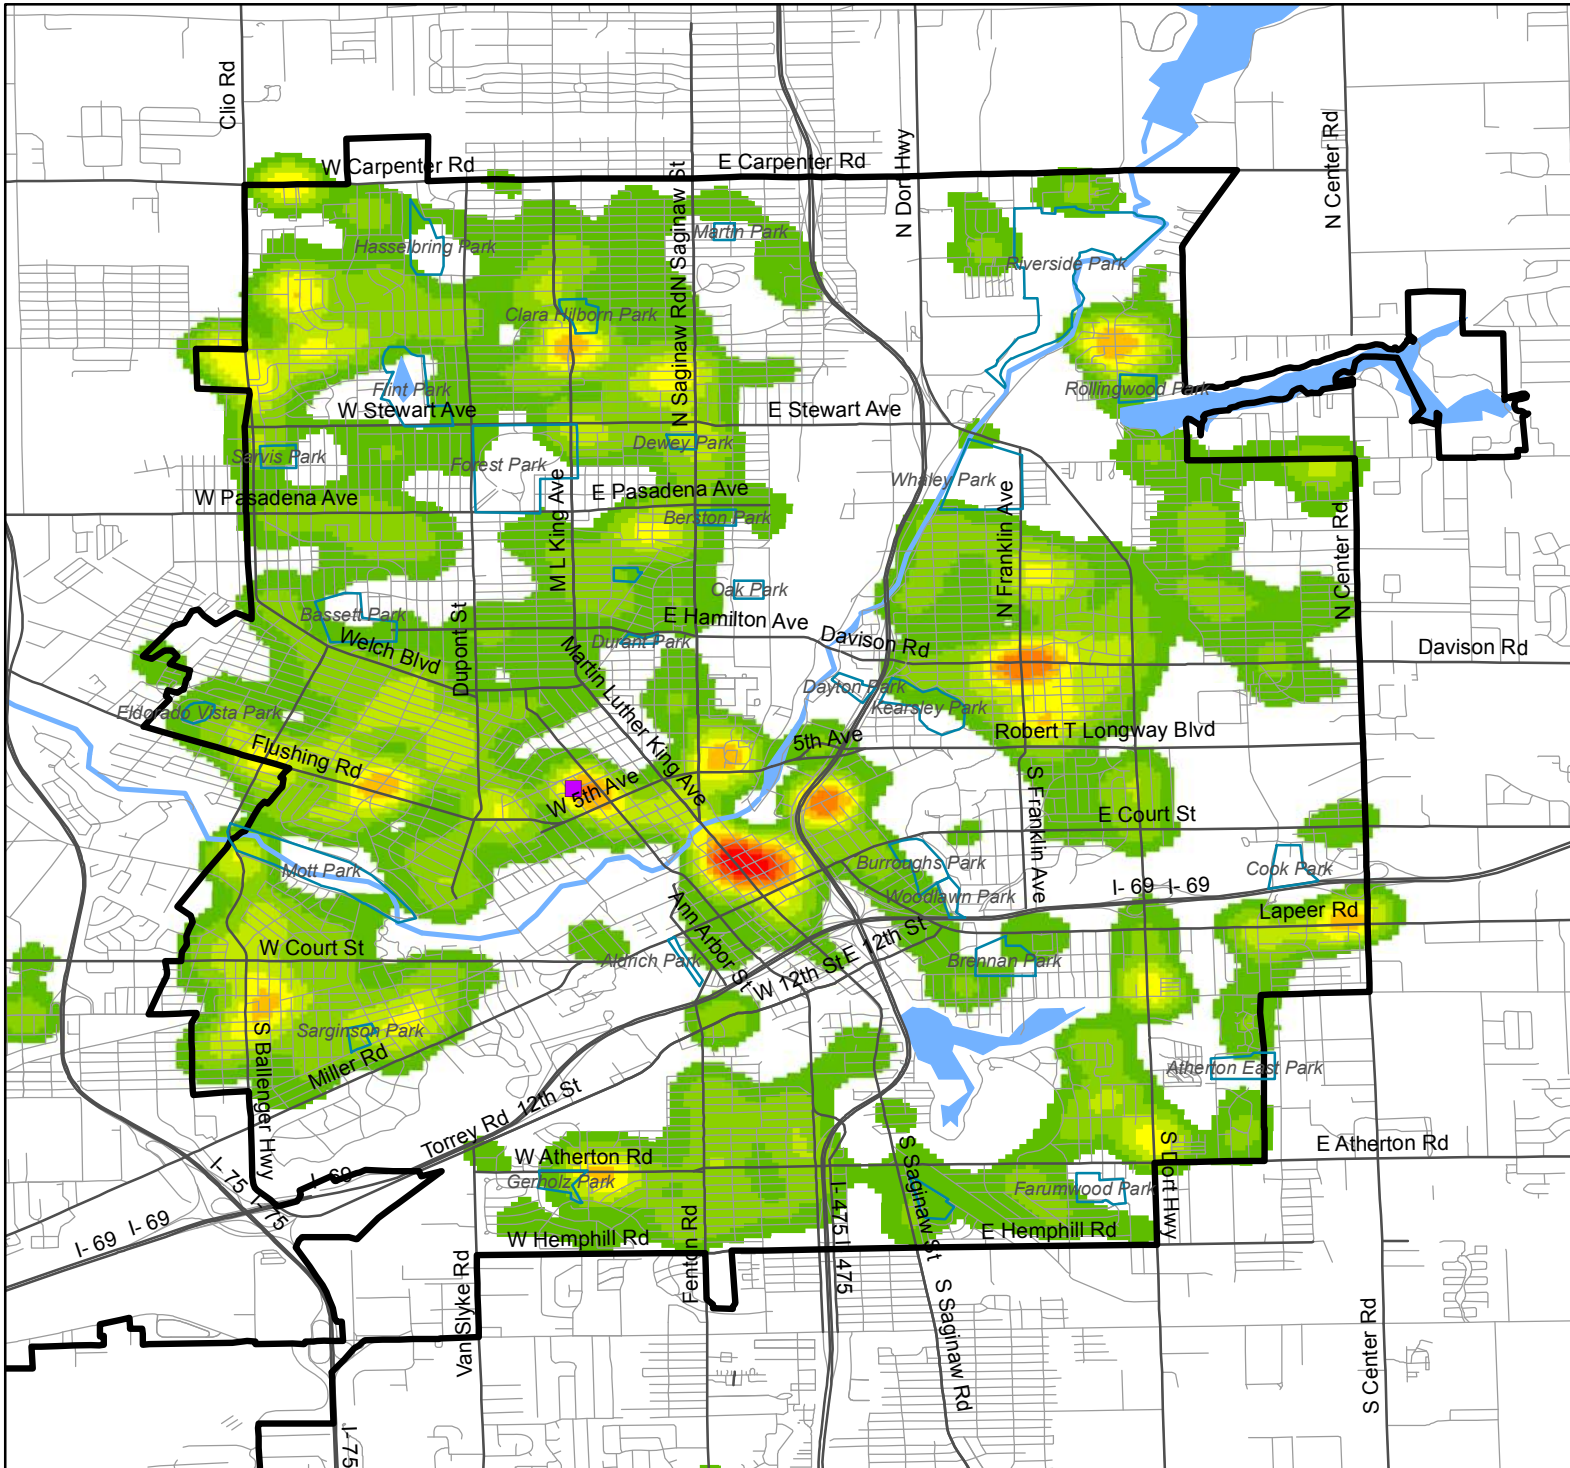 Clio Rd
W Carpenter Rd
E Carpenter Rd
N Dort Hwy
N Center Rd
N Saginaw St
Martin Park
Hasselbring Park
Riverside Park
Clara Hilborn Park
N Saginaw Rd
Flint Park
W Stewart Ave
E Stewart Ave
Rollingwood Park
Dewey Park
Sarvis Park
Forest Park
Whaley Park
W Pasadena Ave
E Pasadena Ave
Berston Park
M L King Ave
N Franklin Ave
N Center Rd
Oak Park
Bassett Park
E Hamilton Ave
Welch Blvd
Dupont St
Durant Park
Davison Rd
Davison Rd
Martin Luther King Ave
Dayton Park
Kearsley Park
Eldorado Vista Park
Flushing Rd
5th Ave
Robert T Longway Blvd
W 5th Ave
S Franklin Ave
E Court St
Mott Park
Burroughs Park
Cook Park
Woodlawn Park
I- 69
I- 69
Ann Arbor St
Lapeer Rd
W Court St
Aldrich Park
E 12th St
W 12th St
Brennan Park
Sarginson Park
S Ballenger Hwy
Miller Rd
Atherton East Park
12th St
Torrey Rd
W Atherton Rd
E Atherton Rd
S Saginaw St
S Dort Hwy
I- 75
I- 75
I- 69
Gerholz Park
Farumwood Park
I- 69
I- 69
W Hemphill Rd
E Hemphill Rd
Fenton Rd
I-475
I-475
Van Slyke Rd
S Saginaw Rd
S Center Rd
I-75